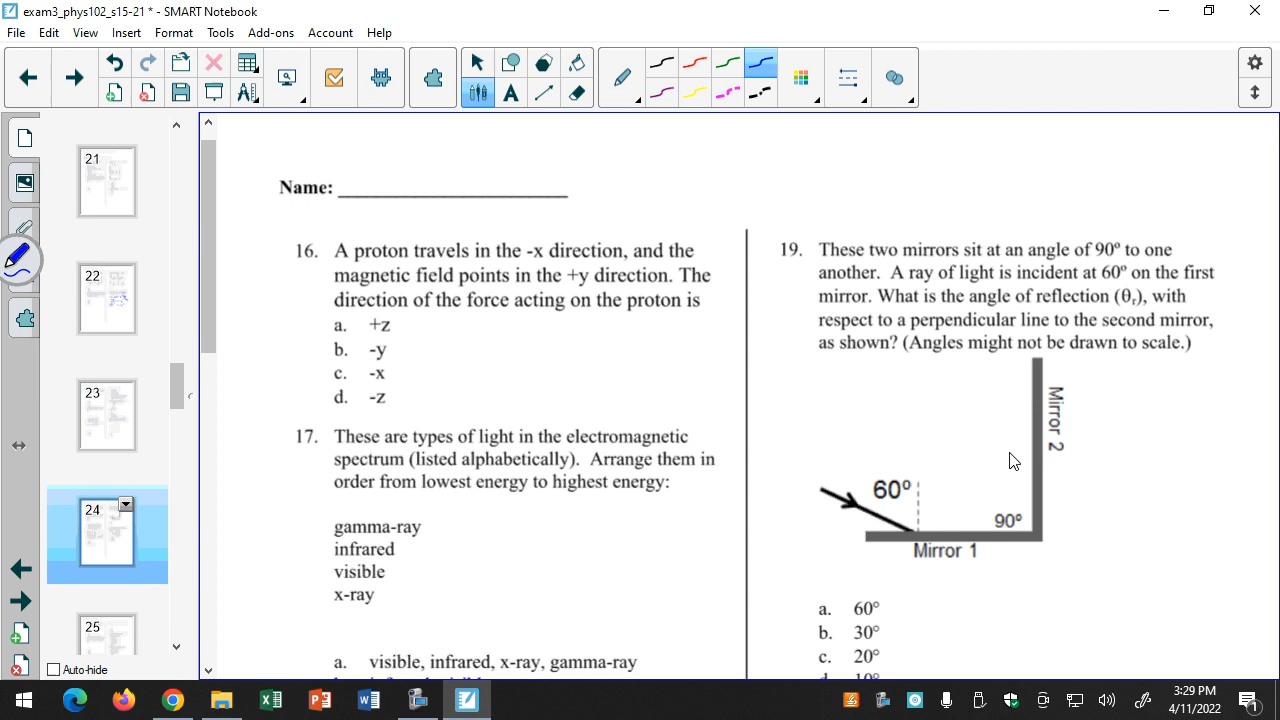 exam3_phys102_s15-21 * - SMART Notebook
File Edit View Insert Format Tools Add-ons Account Help
21
22
23
24
25
Auto-hide
Name:
16. A proton travels in the -x direction, and the
magnetic field points in the +y direction. The
direction of the force acting on the proton is
a. +z
b. -y
c. -x
d. -z
17. These are types of light in the electromagnetic
spectrum (listed alphabetically). Arrange them in
order from lowest energy to highest energy:
gamma-ray
infrared
visible
x-ray
a. visible, infrared, x-ray, gamma-ray
19. These two mirrors sit at an angle of 90º to one
another. A ray of light is incident at 60º on the first
mirror. What is the angle of reflection (θᵣ), with
respect to a perpendicular line to the second mirror,
as shown? (Angles might not be drawn to scale.)
Mirror 2
60º
90º
Mirror 1
a. 60°
b. 30°
c. 20°
3:29 PM
4/11/2022
1